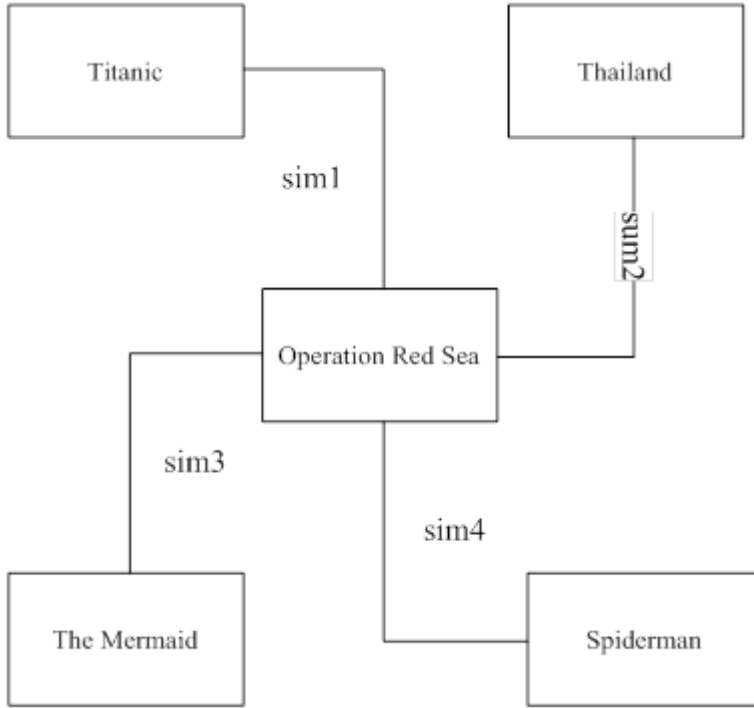 Titanic
Thailand
sim1
sum2
Operation Red Sea
sim3
sim4
The Mermaid
Spiderman